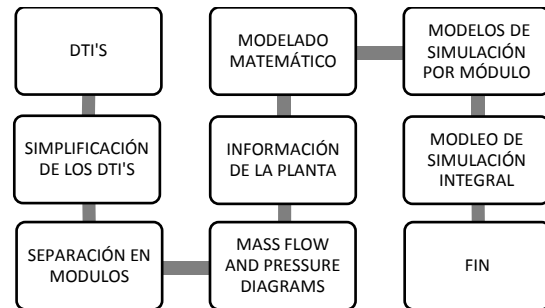 DTI'S
SIMPLIFICACIÓN
DE LOS DTI'S
SEPARACIÓN EN
MODULOS
MASS FLOW
AND PRESSURE
DIAGRAMS
INFORMACIÓN
DE LA PLANTA
MODELADO
MATEMÁTICO
MODELOS DE
SIMULACIÓN
POR MÓDULO
MODLEO DE
SIMULACIÓN
INTEGRAL
FIN